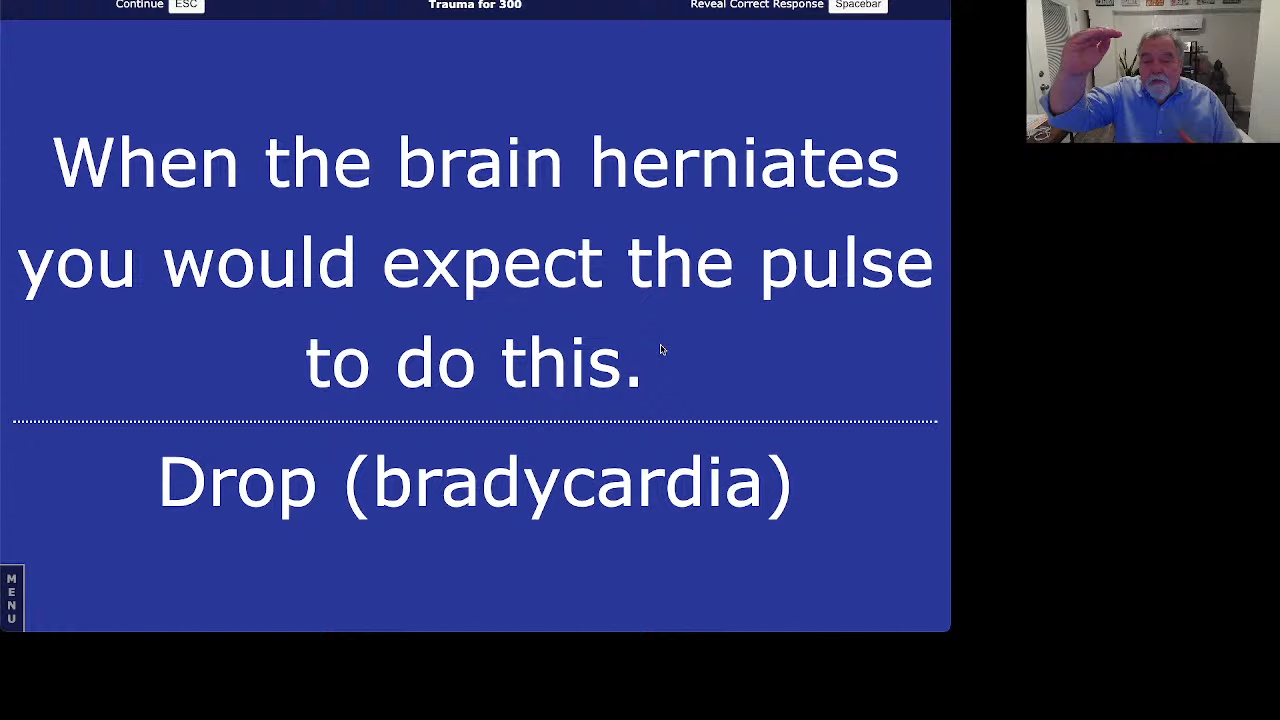 Continue ESC Trauma for 300 Reveal Correct Response Spacebar
When the brain herniates
you would expect the pulse
to do this.
Drop (bradycardia)
MENU